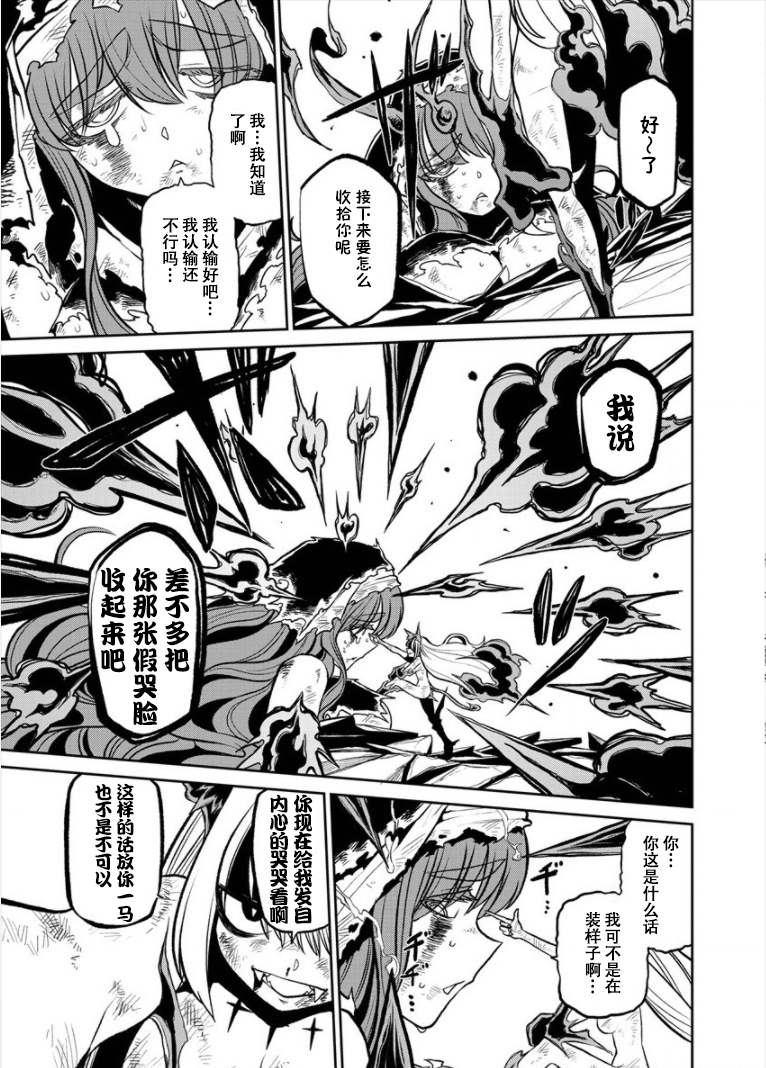 好～了
接下来要怎么
收拾你呢
我…我知道
了啊
我认输好吧…
我认输还
不行吗…
我说
差不多把
你那张假哭脸
收起来吧
你…
你这是什么话
我可不是在
装样子啊…
ギギ…
ギギ…
你现在给我发自
内心的哭哭看啊
这样的话放你一马
也不是不可以